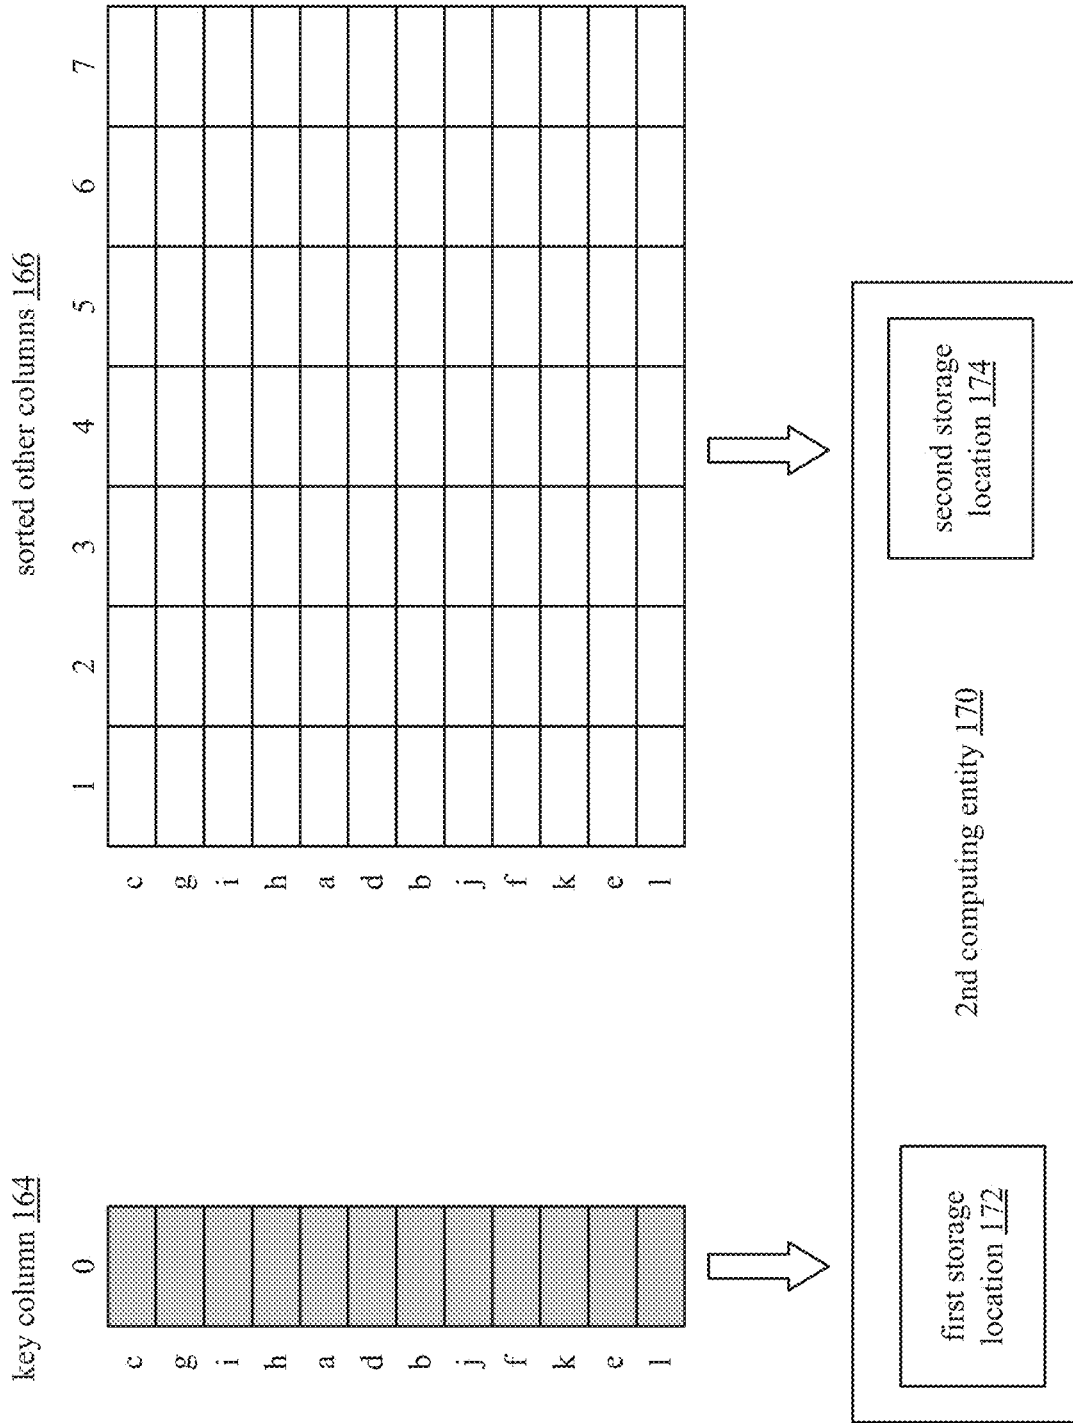 key column 164
sorted other columns 166
0
1 2 3 4 5 6 7
c c
g g
i i
h h
a a
d d
b b
j j
f f
k k
e e
l l
first storage
location 172
2nd computing entity 170
second storage
location 174